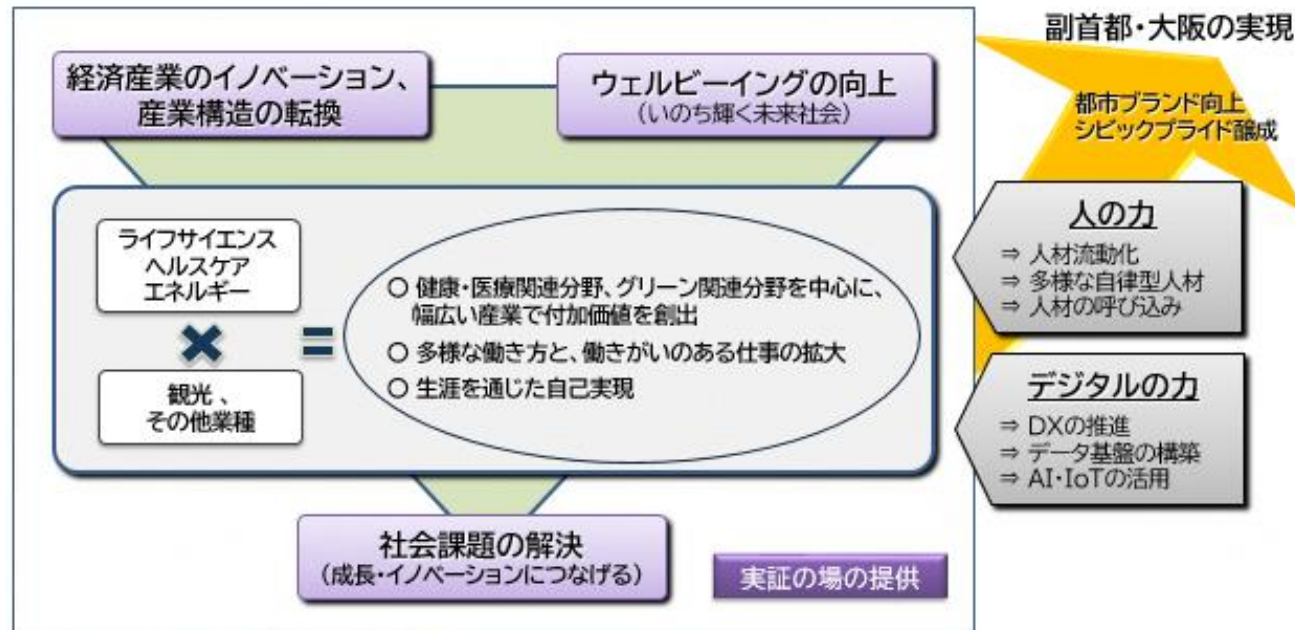 副首都・大阪の実現
経済産業のイノベーション、
産業構造の転換
ウェルビーイングの向上
(いのち輝く未来社会)
都市ブランド向上
シビックプライド醸成
ライフサイエンス
ヘルスケア
エネルギー
×
観光 、
その他業種
=
○ 健康・医療関連分野、グリーン関連分野を中心に、
幅広い産業で付加価値を創出
○ 多様な働き方と、働きがいのある仕事の拡大
○ 生涯を通じた自己実現
人の力
⇒ 人材流動化
⇒ 多様な自律型人材
⇒ 人材の呼び込み
デジタルの力
⇒ DXの推進
⇒ データ基盤の構築
⇒ AI・IoTの活用
社会課題の解決
(成長・イノベーションにつなげる)
実証の場の提供